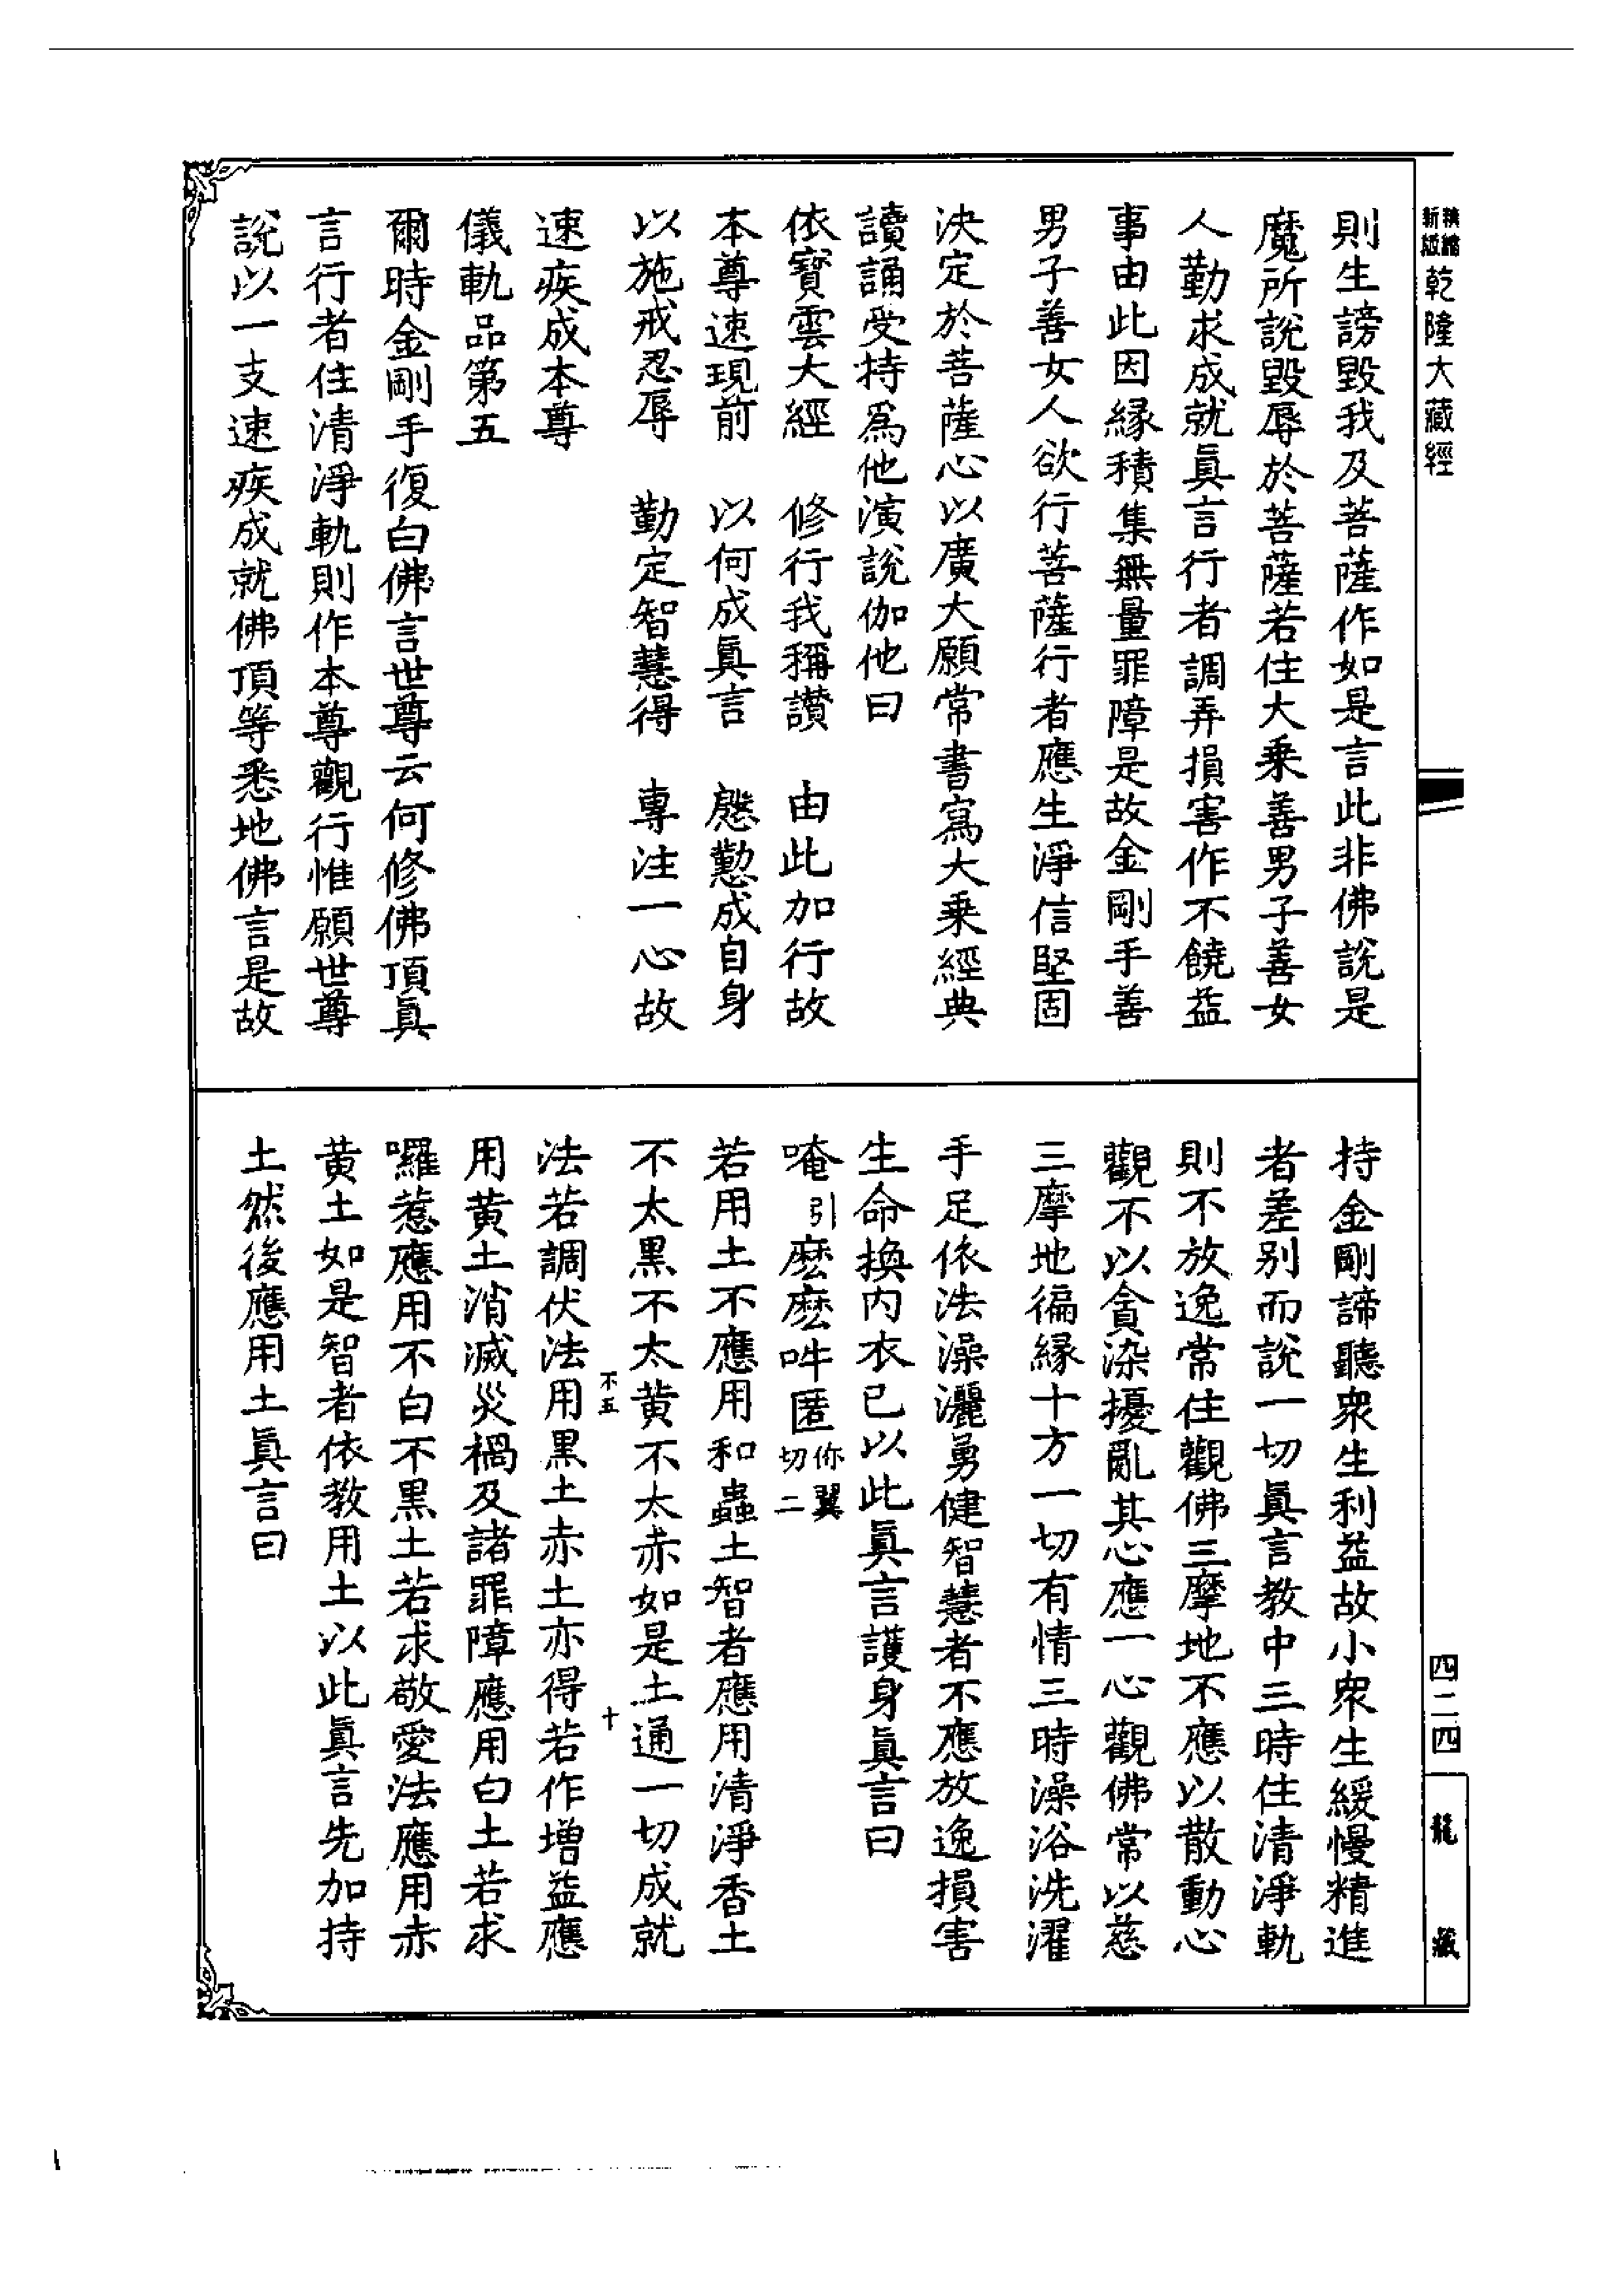 精縮新版乾隆大藏經
則生謗毀我及菩薩作如是言此非佛說是
魔所說毀辱於菩薩若住大乗善男子善女
人勤求成就真言行者調弄損害作不饒益
事由此因緣積集無量罪障是故金剛手善
男子善女人欲行菩薩行者應生淨信堅固
決定於菩薩心以廣大願常書寫大乗經典
讀誦受持爲他演說伽他曰
依寶雲大經　修行我稱讚　由此加行故
本尊速現前　以何成眞言　慇懃成自身
以施戒忍辱　勤定智慧得　專注一心故
速疾成本尊
儀軌品第五
爾時金剛手復白佛言世尊云何修佛頂眞
言行者住清淨軌則作本尊觀行惟願世尊
說以一支速疾成就佛頂等悉地佛言是故
持金剛諦聽衆生利益故小衆生緩慢精進
者差別而說一切眞言教中三時住清淨軌
則不放逸常住觀佛三摩地不應以散動心
觀不以貪染擾亂其心應一心觀佛常以慈
三摩地徧緣十方一切有情三時澡浴洗濯
手足依法澡灑勇健智慧者不應放逸損害
生命換內衣已以此眞言護身眞言曰
唵引麽麽吽匿你翼切二
若用土不應用和蟲土智者應用清淨香土
不太黑不太黃不太赤如是土通一切成就
不五　十
法若調伏法用黑土赤土亦得若作增益應
用黃土消滅災禍及諸罪障應用白土若求
囉惹應用不白不黑土若求敬愛法應用赤
黃土如是智者依教用土以此眞言先加持
土然後應用土眞言曰
四二四
龍藏